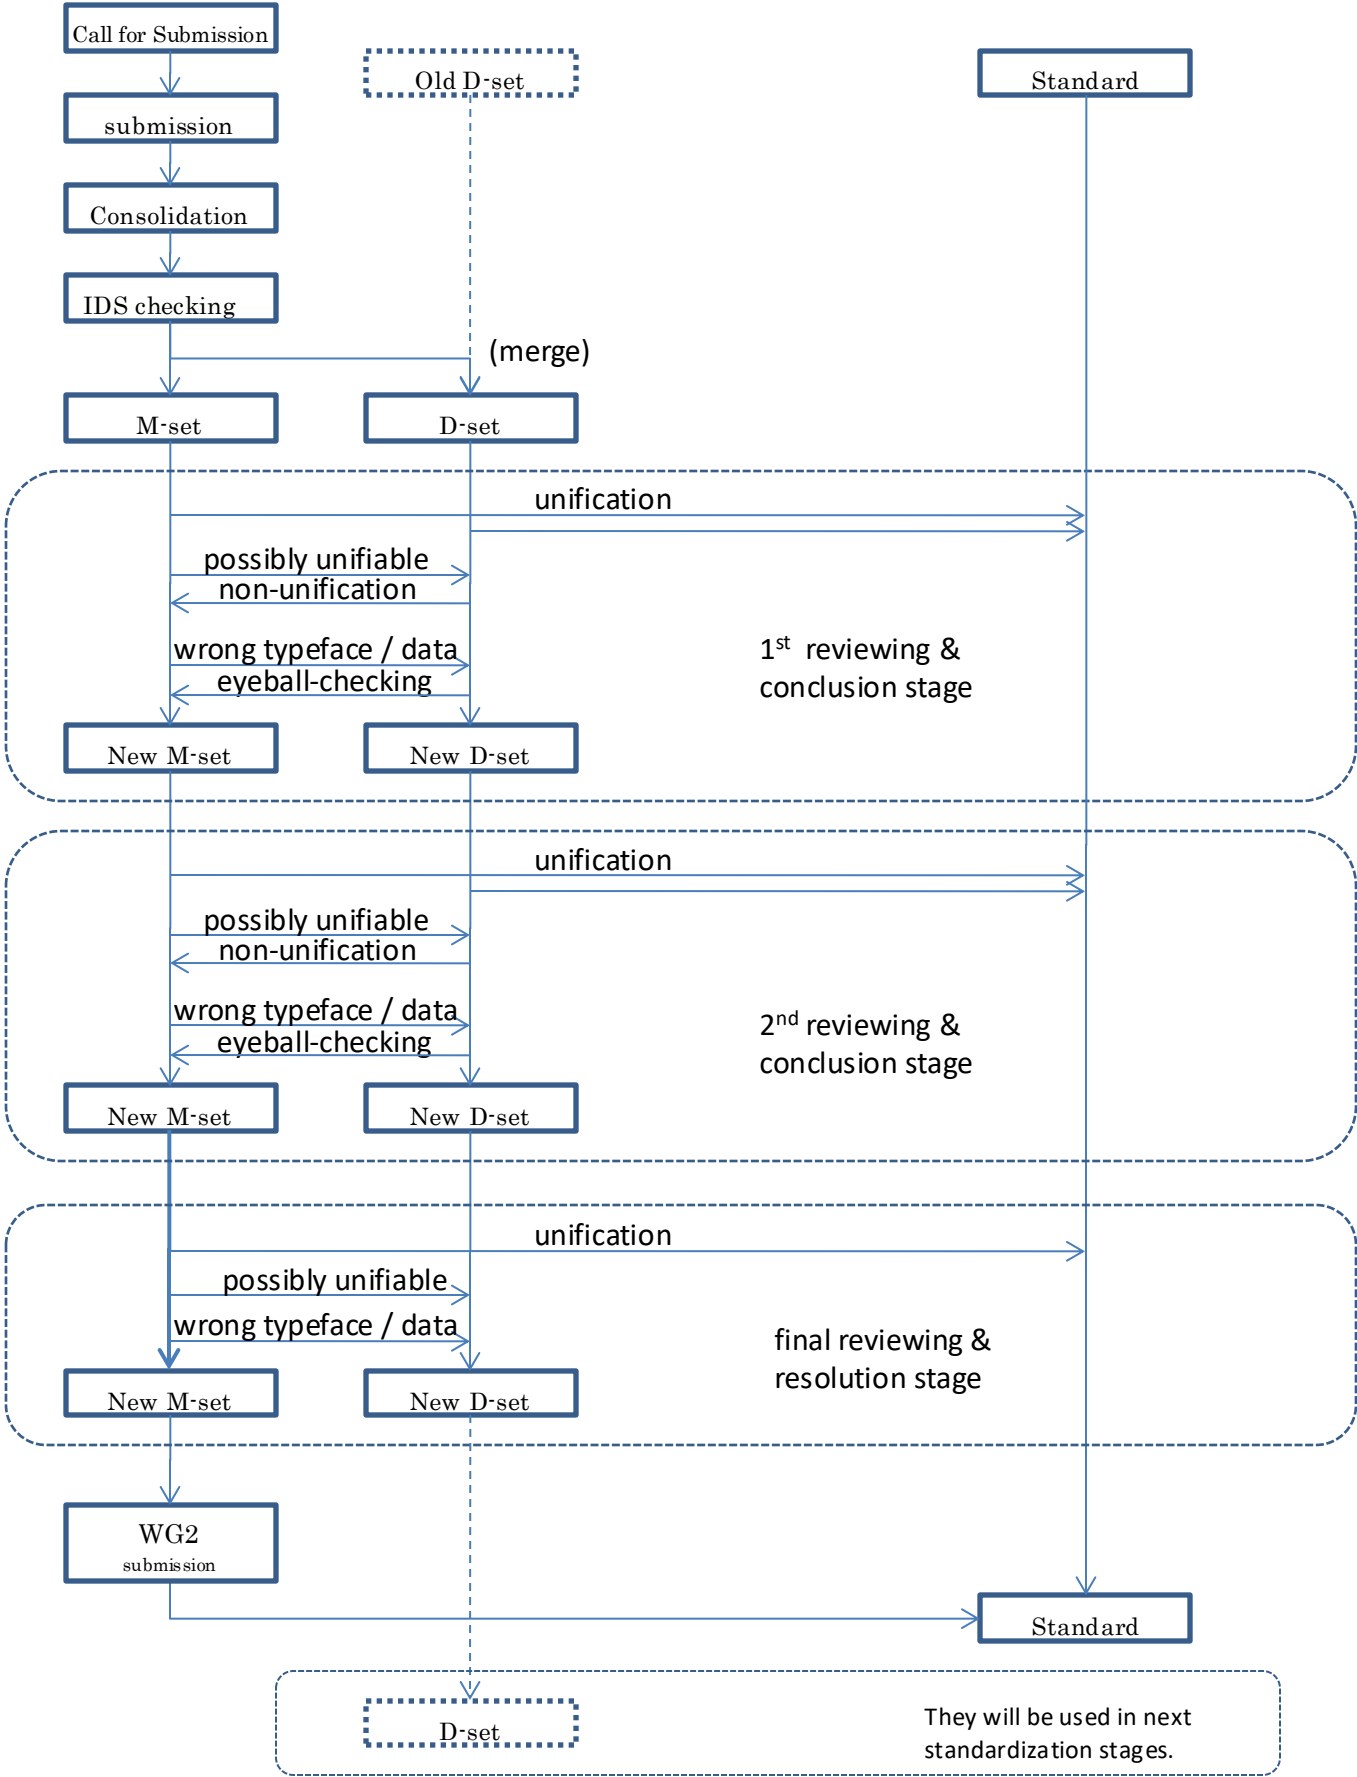 Call for Submission
Old D-set
Standard
submission
Consolidation
IDS checking
(merge)
M-set
D-set
unification
possibly unifiable
non-unification
wrong typeface / data
eyeball-checking
1st reviewing &
conclusion stage
New M-set
New D-set
unification
possibly unifiable
non-unification
wrong typeface / data
eyeball-checking
2nd reviewing &
conclusion stage
New M-set
New D-set
unification
possibly unifiable
wrong typeface / data
final reviewing &
resolution stage
New M-set
New D-set
WG2
submission
Standard
D-set
They will be used in next
standardization stages.